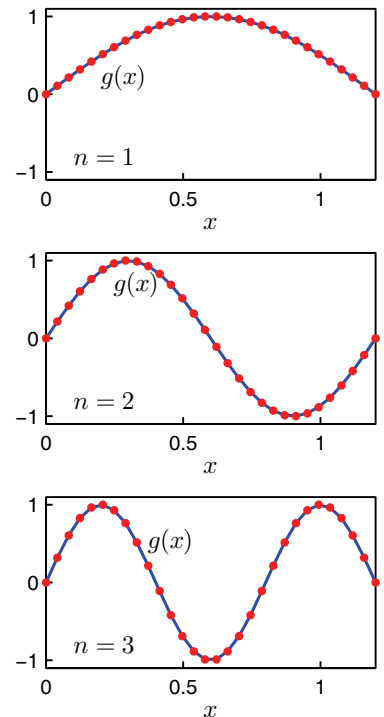 1
g(x)
0
n = 1
−1
0 0.5 1
x
1
g(x)
0
n = 2
−1
0 0.5 1
x
1
g(x)
0
n = 3
−1
0 0.5 1
x